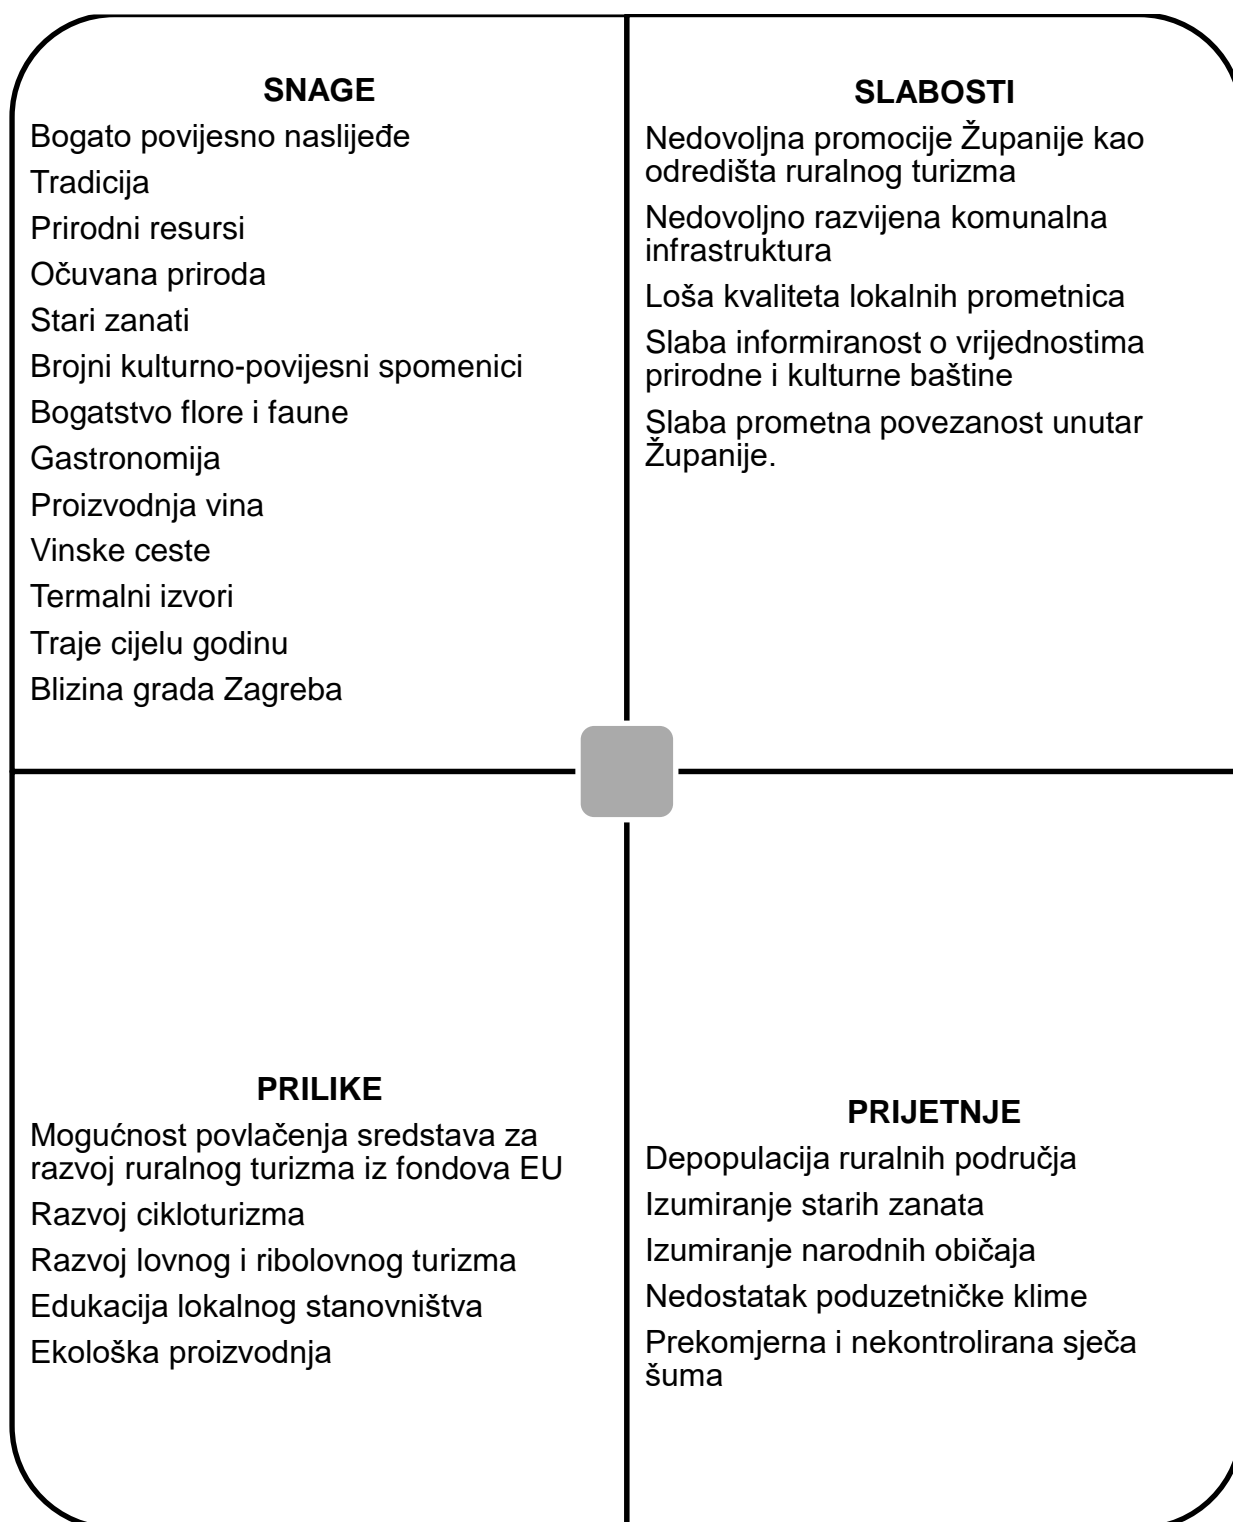 SNAGE
Bogato povijesno naslijeđe
Tradicija
Prirodni resursi
Očuvana priroda
Stari zanati
Brojni kulturno-povijesni spomenici
Bogatstvo flore i faune
Gastronomija
Proizvodnja vina
Vinske ceste
Termalni izvori
Traje cijelu godinu
Blizina grada Zagreba
SLABOSTI
Nedovoljna promocije Županije kao
odredišta ruralnog turizma
Nedovoljno razvijena komunalna
infrastruktura
Loša kvaliteta lokalnih prometnica
Slaba informiranost o vrijednostima
prirodne i kulturne baštine
Slaba prometna povezanost unutar
Županije.
PRILIKE
Mogućnost povlačenja sredstava za
razvoj ruralnog turizma iz fondova EU
Razvoj cikloturizma
Razvoj lovnog i ribolovnog turizma
Edukacija lokalnog stanovništva
Ekološka proizvodnja
PRIJETNJE
Depopulacija ruralnih područja
Izumiranje starih zanata
Izumiranje narodnih običaja
Nedostatak poduzetničke klime
Prekomjerna i nekontrolirana sječa
šuma